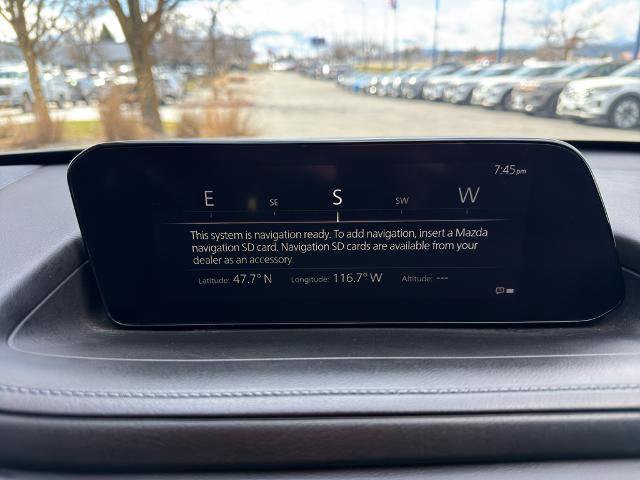 7:45pm
E SE S SW W
This system is navigation ready. To add navigation, insert a Mazda
navigation SD card. Navigation SD cards are available from your
dealer as an accessory.
Latitude: 47.7° N Longitude: 116.7° W Altitude: ---